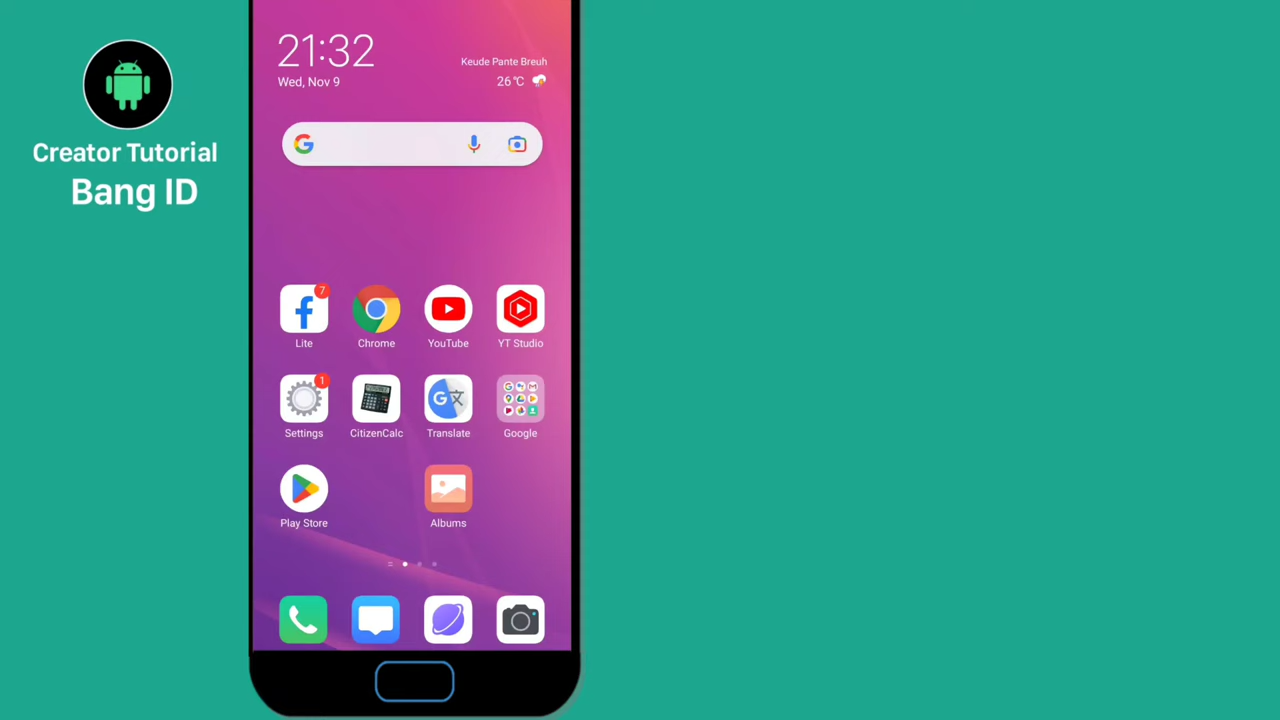 Creator Tutorial
Bang ID
21:32
Wed, Nov 9
Keude Pante Breuh
26°C
7
Lite
Chrome
YouTube
YT Studio
1
Settings
CitizenCalc
Translate
Google
Play Store
Albums